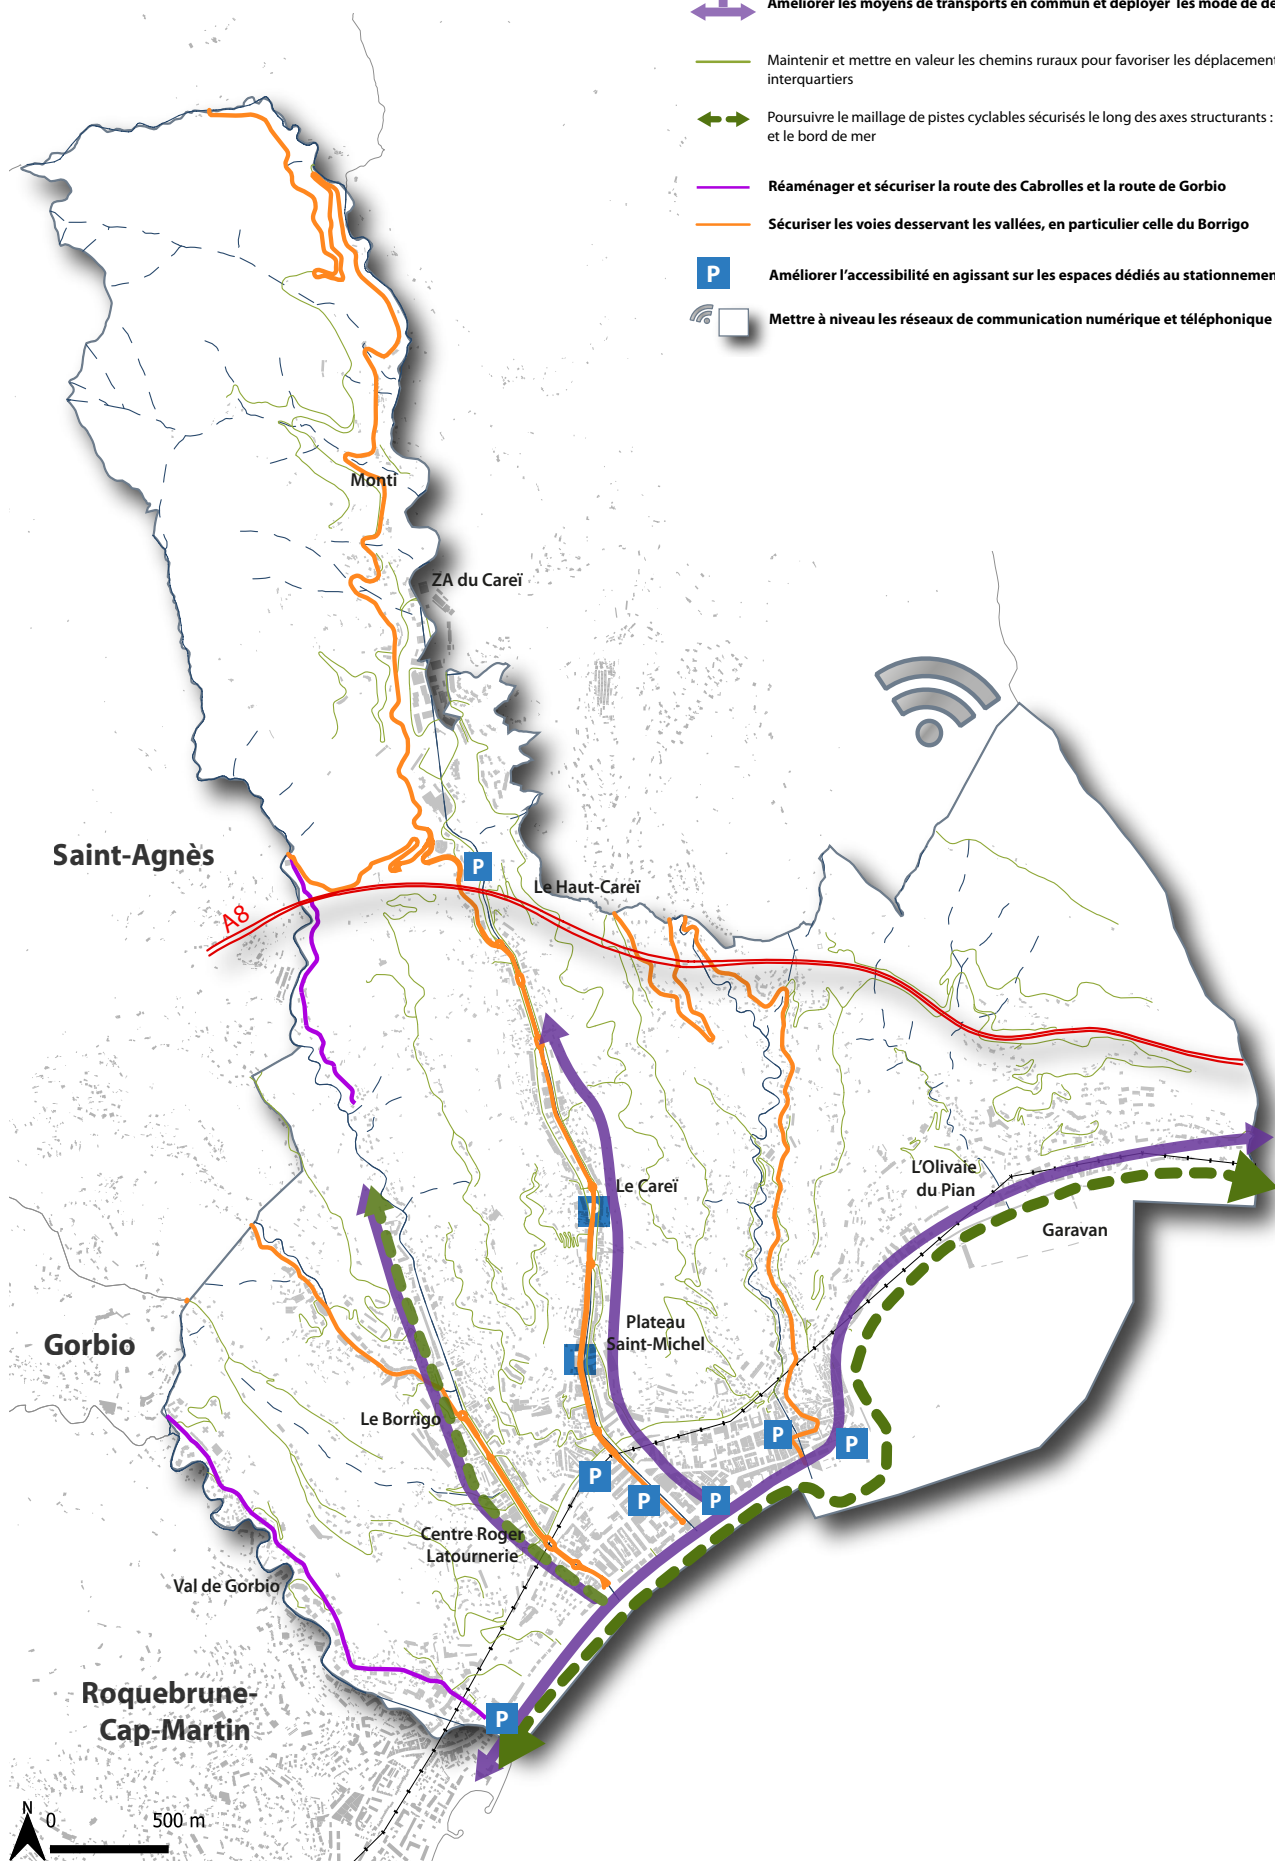 Améliorer les moyens de transports en commun et déployer les mode de dé
Maintenir et mettre en valeur les chemins ruraux pour favoriser les déplacement
interquartiers
Poursuivre le maillage de pistes cyclables sécurisés le long des axes structurants :
et le bord de mer
Réaménager et sécuriser la route des Cabrolles et la route de Gorbio
Sécuriser les voies desservant les vallées, en particulier celle du Borrigo
P
Améliorer l'accessibilité en agissant sur les espaces dédiés au stationnemen
Mettre à niveau les réseaux de communication numérique et téléphonique
Monti
ZA du Careï
Saint-Agnès
P
Le Haut-Careï
A8
L'Olivaie
du Pian
Le Careï
Garavan
Plateau
Saint-Michel
Gorbio
Le Borrigo
P
P
P
P
P
Centre Roger
Latournerie
Val de Gorbio
Roquebrune-
Cap-Martin
P
N
0
500 m